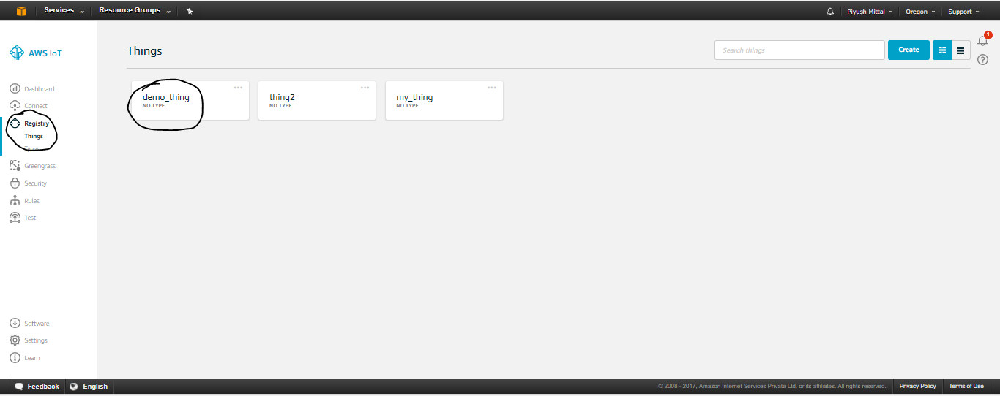 Services
Resource Groups
Piyush Mittal
Oregon
Support
AWS IoT
Things
Search things
Create
1
Dashboard
Connect
Registry
Things
Types
Greengrass
Security
Rules
Test
demo_thing
NO TYPE
thing2
NO TYPE
my_thing
NO TYPE
Software
Settings
Learn
Feedback
English
© 2008 - 2017, Amazon Internet Services Private Ltd. or its affiliates. All rights reserved.
Privacy Policy
Terms of Use